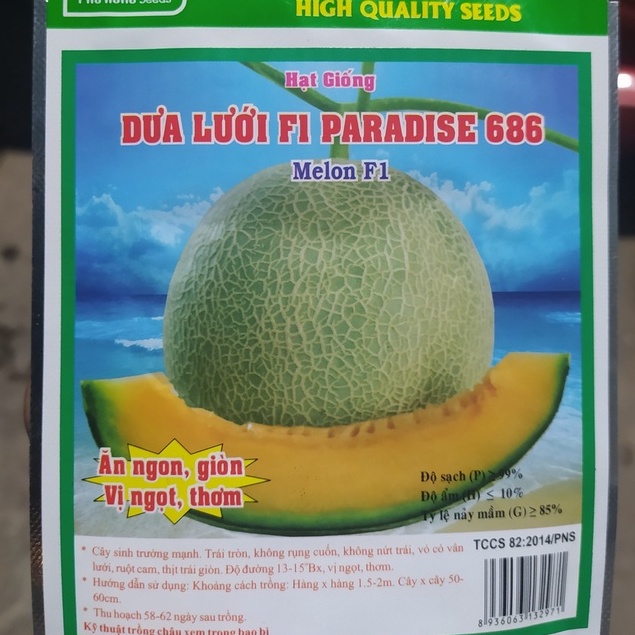 HIGH QUALITY SEEDS
Hạt Giống
DƯA LƯỚI F1 PARADISE 686
Melon F1
Ăn ngon, giòn
Vị ngọt, thơm
Độ sạch (P) ≥ 99%
Độ ẩm (H) ≤ 10%
Tỷ lệ nảy mầm (G) ≥ 85%
TCCS 82:2014/PNS
* Cây sinh trưởng mạnh. Trái tròn, không rụng cuốn, không nứt trái, vỏ có vân
lưới, ruột cam, thịt trái giòn. Độ đường 13-15°Bx, vị ngọt, thơm.
* Hướng dẫn sử dụng: Khoảng cách trồng: Hàng x hàng 1.5-2m. Cây x cây 50-
60cm.
* Thu hoạch 58-62 ngày sau trồng.
Kỹ thuật trồng chậu xem trong bao bì
8 936063 132971